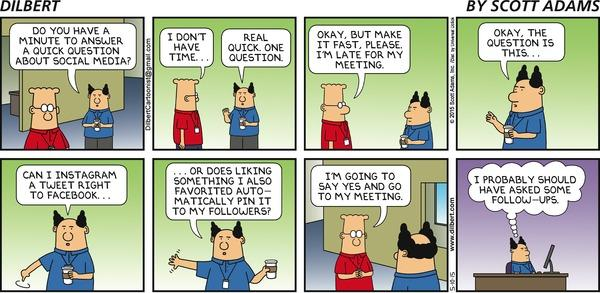 DILBERT
BY SCOTT ADAMS
DO YOU HAVE A
MINUTE TO ANSWER
A QUICK QUESTION
ABOUT SOCIAL MEDIA?
DilbertCartoonist@gmail.com
I DON'T
HAVE
TIME...
REAL
QUICK. ONE
QUESTION.
OKAY, BUT MAKE
IT FAST, PLEASE.
I'M LATE FOR MY
MEETING.
© 2015 Scott Adams, Inc. /Dist. by Universal Uclick
OKAY, THE
QUESTION IS
THIS...
CAN I INSTAGRAM
A TWEET RIGHT
TO FACEBOOK...
...OR DOES LIKING
SOMETHING I ALSO
FAVORITED AUTO-
MATICALLY PIN IT
TO MY FOLLOWERS?
I'M GOING TO
SAY YES AND GO
TO MY MEETING.
5-10-15
www.dilbert.com
I PROBABLY SHOULD
HAVE ASKED SOME
FOLLOW-UPS.